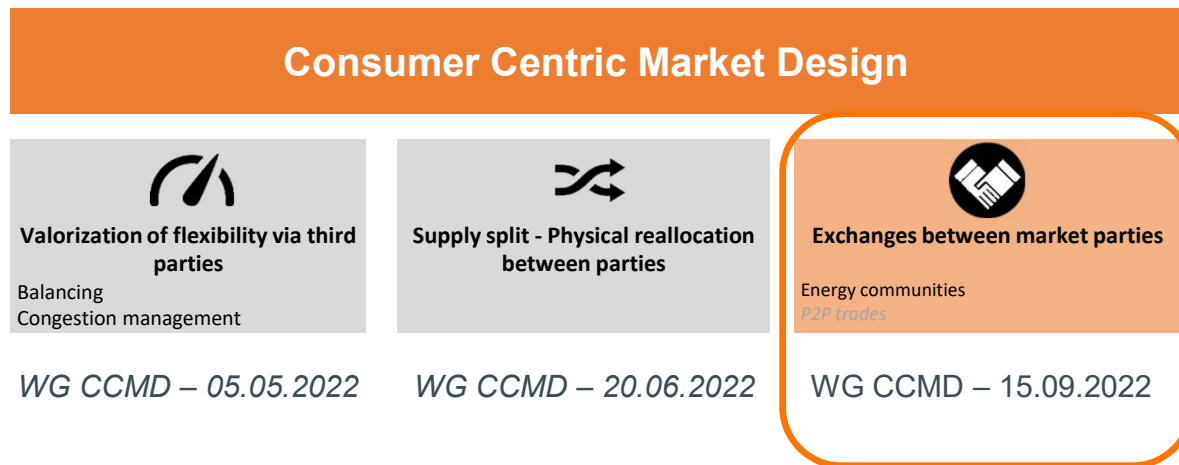 Consumer Centric Market Design
Valorization of flexibility via third
parties
Balancing
Congestion management
WG CCMD – 05.05.2022
Supply split - Physical reallocation
between parties
WG CCMD – 20.06.2022
Exchanges between market parties
Energy communities
P2P trades
WG CCMD – 15.09.2022